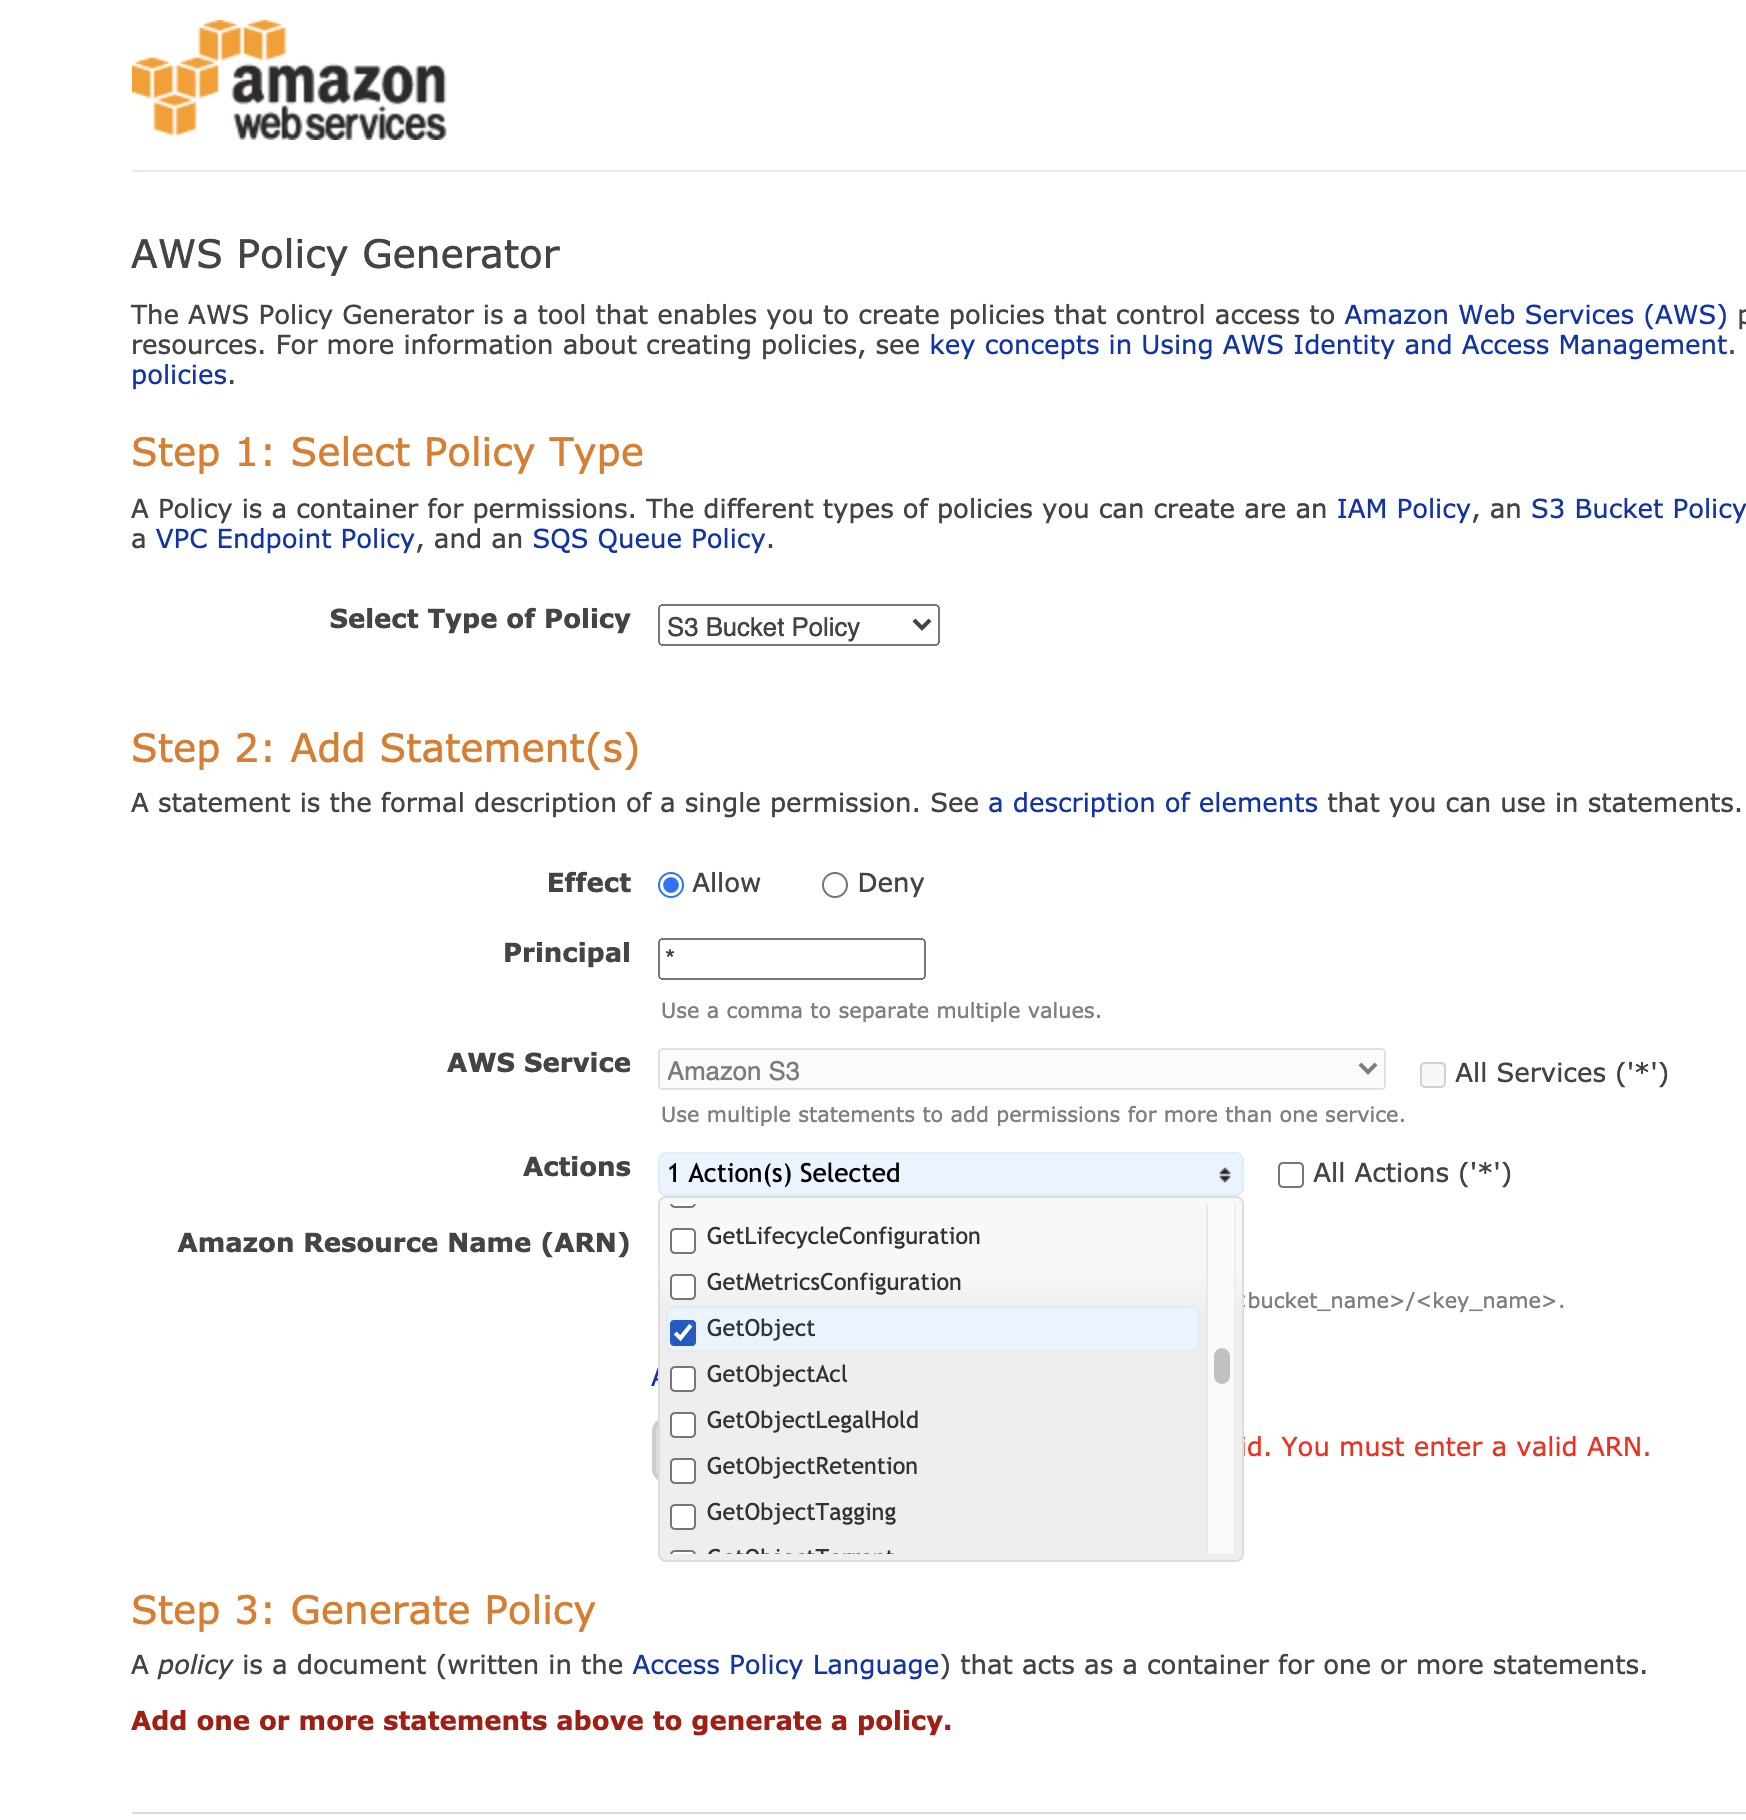 amazon
webservices
AWS Policy Generator
The AWS Policy Generator is a tool that enables you to create policies that control access to Amazon Web Services (AWS)
resources. For more information about creating policies, see key concepts in Using AWS Identity and Access Management.
policies.
Step 1: Select Policy Type
A Policy is a container for permissions. The different types of policies you can create are an IAM Policy, an S3 Bucket Policy
a VPC Endpoint Policy, and an SQS Queue Policy.
Select Type of Policy S3 Bucket Policy
Step 2: Add Statement(s)
A statement is the formal description of a single permission. See a description of elements that you can use in statements.
Effect Allow Deny
Principal *
Use a comma to separate multiple values.
AWS Service Amazon S3 All Services ('*')
Use multiple statements to add permissions for more than one service.
Actions 1 Action(s) Selected All Actions ('*')
GetLifecycleConfiguration
Amazon Resource Name (ARN)
GetMetricsConfiguration
bucket_name>/<key_name>.
GetObject
GetObjectAcl
GetObjectLegalHold
id. You must enter a valid ARN.
GetObjectRetention
GetObjectTagging
Step 3: Generate Policy
A policy is a document (written in the Access Policy Language) that acts as a container for one or more statements.
Add one or more statements above to generate a policy.